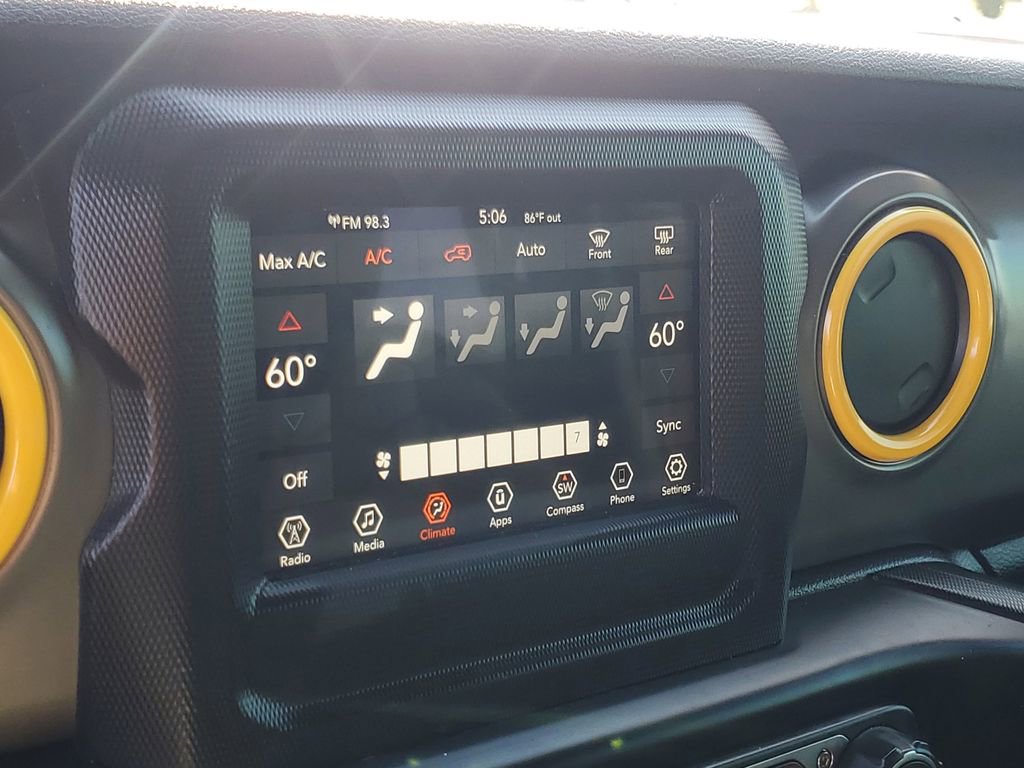 FM 98.3 5:06 86°F out
Max A/C A/C Auto Front Rear
60° 60°
7
Sync
Off
Radio Media Climate Apps Compass Phone Settings
ū SW